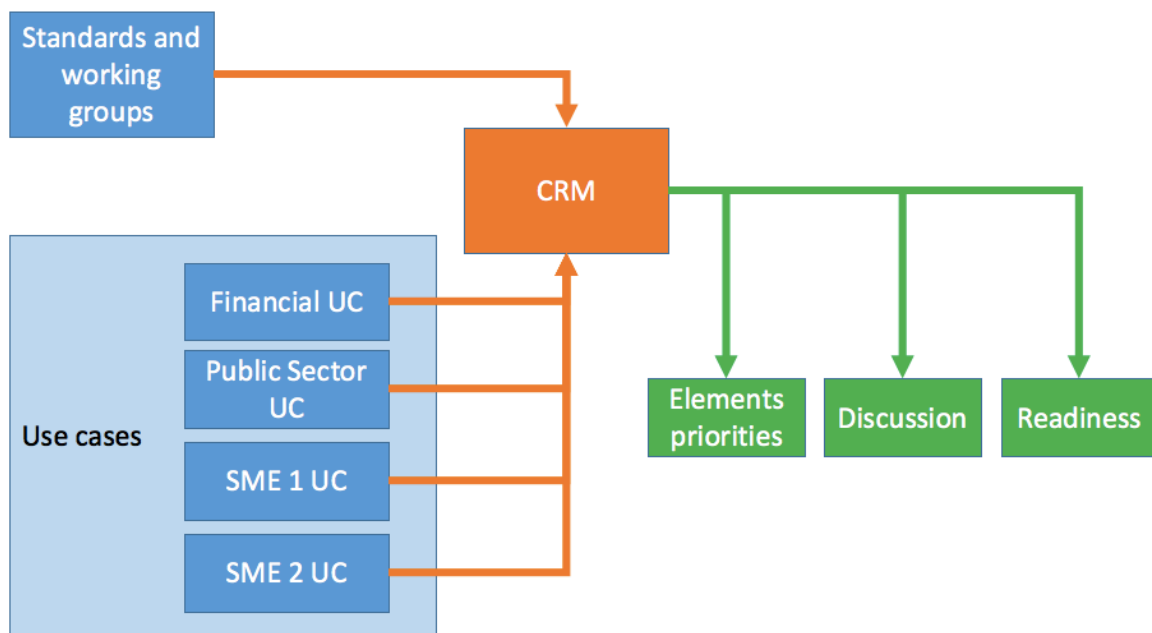 Standards and
working
groups
CRM
Use cases
Financial UC
Public Sector
UC
SME 1 UC
SME 2 UC
Elements
priorities
Discussion
Readiness